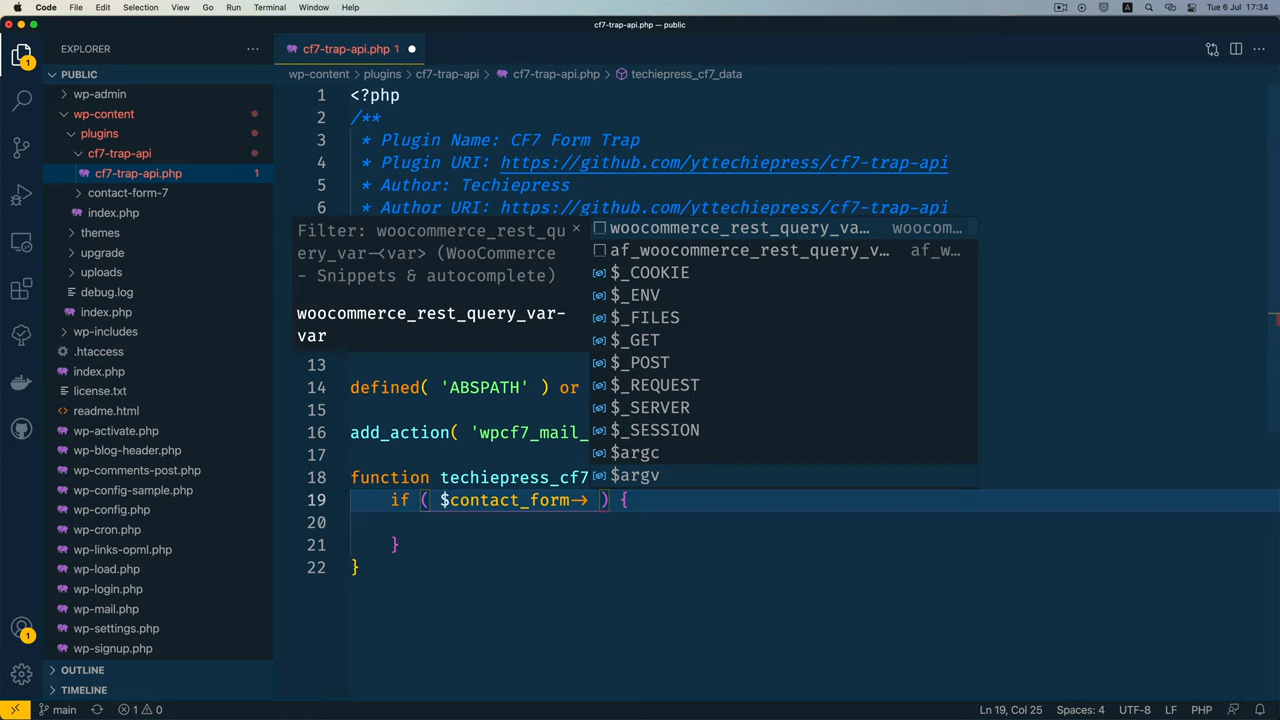 Code File Edit Selection View Go Run Terminal Window Help A Tue 6 Jul 17:34
cf7-trap-api.php — public
EXPLORER
cf7-trap-api.php 1
PUBLIC
wp-content > plugins > cf7-trap-api > cf7-trap-api.php > techiepress_cf7_data
wp-admin
wp-content
plugins
cf7-trap-api
cf7-trap-api.php 1
contact-form-7
index.php
themes
upgrade
uploads
debug.log
index.php
wp-includes
.htaccess
index.php
license.txt
readme.html
wp-activate.php
wp-blog-header.php
wp-comments-post.php
wp-config-sample.php
wp-config.php
wp-cron.php
wp-links-opml.php
wp-load.php
wp-login.php
wp-mail.php
wp-settings.php
wp-signup.php
OUTLINE
TIMELINE
1
1
1 <?php
2 /**
3 * Plugin Name: CF7 Form Trap
4 * Plugin URI: https://github.com/yttechiepress/cf7-trap-api
5 * Author: Techiepress
6 * Author URI: https://github.com/yttechiepress/cf7-trap-api
Filter: woocommerce_rest_qu
ery_var-<var> (WooCommerce
- Snippets & autocomplete)
woocommerce_rest_query_var-
var
woocommerce_rest_query_va… woocom…
af_woocommerce_rest_query_v… af_w…
$_COOKIE
$_ENV
$_FILES
$_GET
$_POST
$_REQUEST
$_SERVER
$_SESSION
$argc
$argv
13
14 defined( 'ABSPATH' ) or
15
16 add_action( 'wpcf7_mail_
17
18 function techiepress_cf7
19 if ( $contact_form-> ) {
20
21 }
22 }
main 1 0 Ln 19, Col 25 Spaces: 4 UTF-8 LF PHP